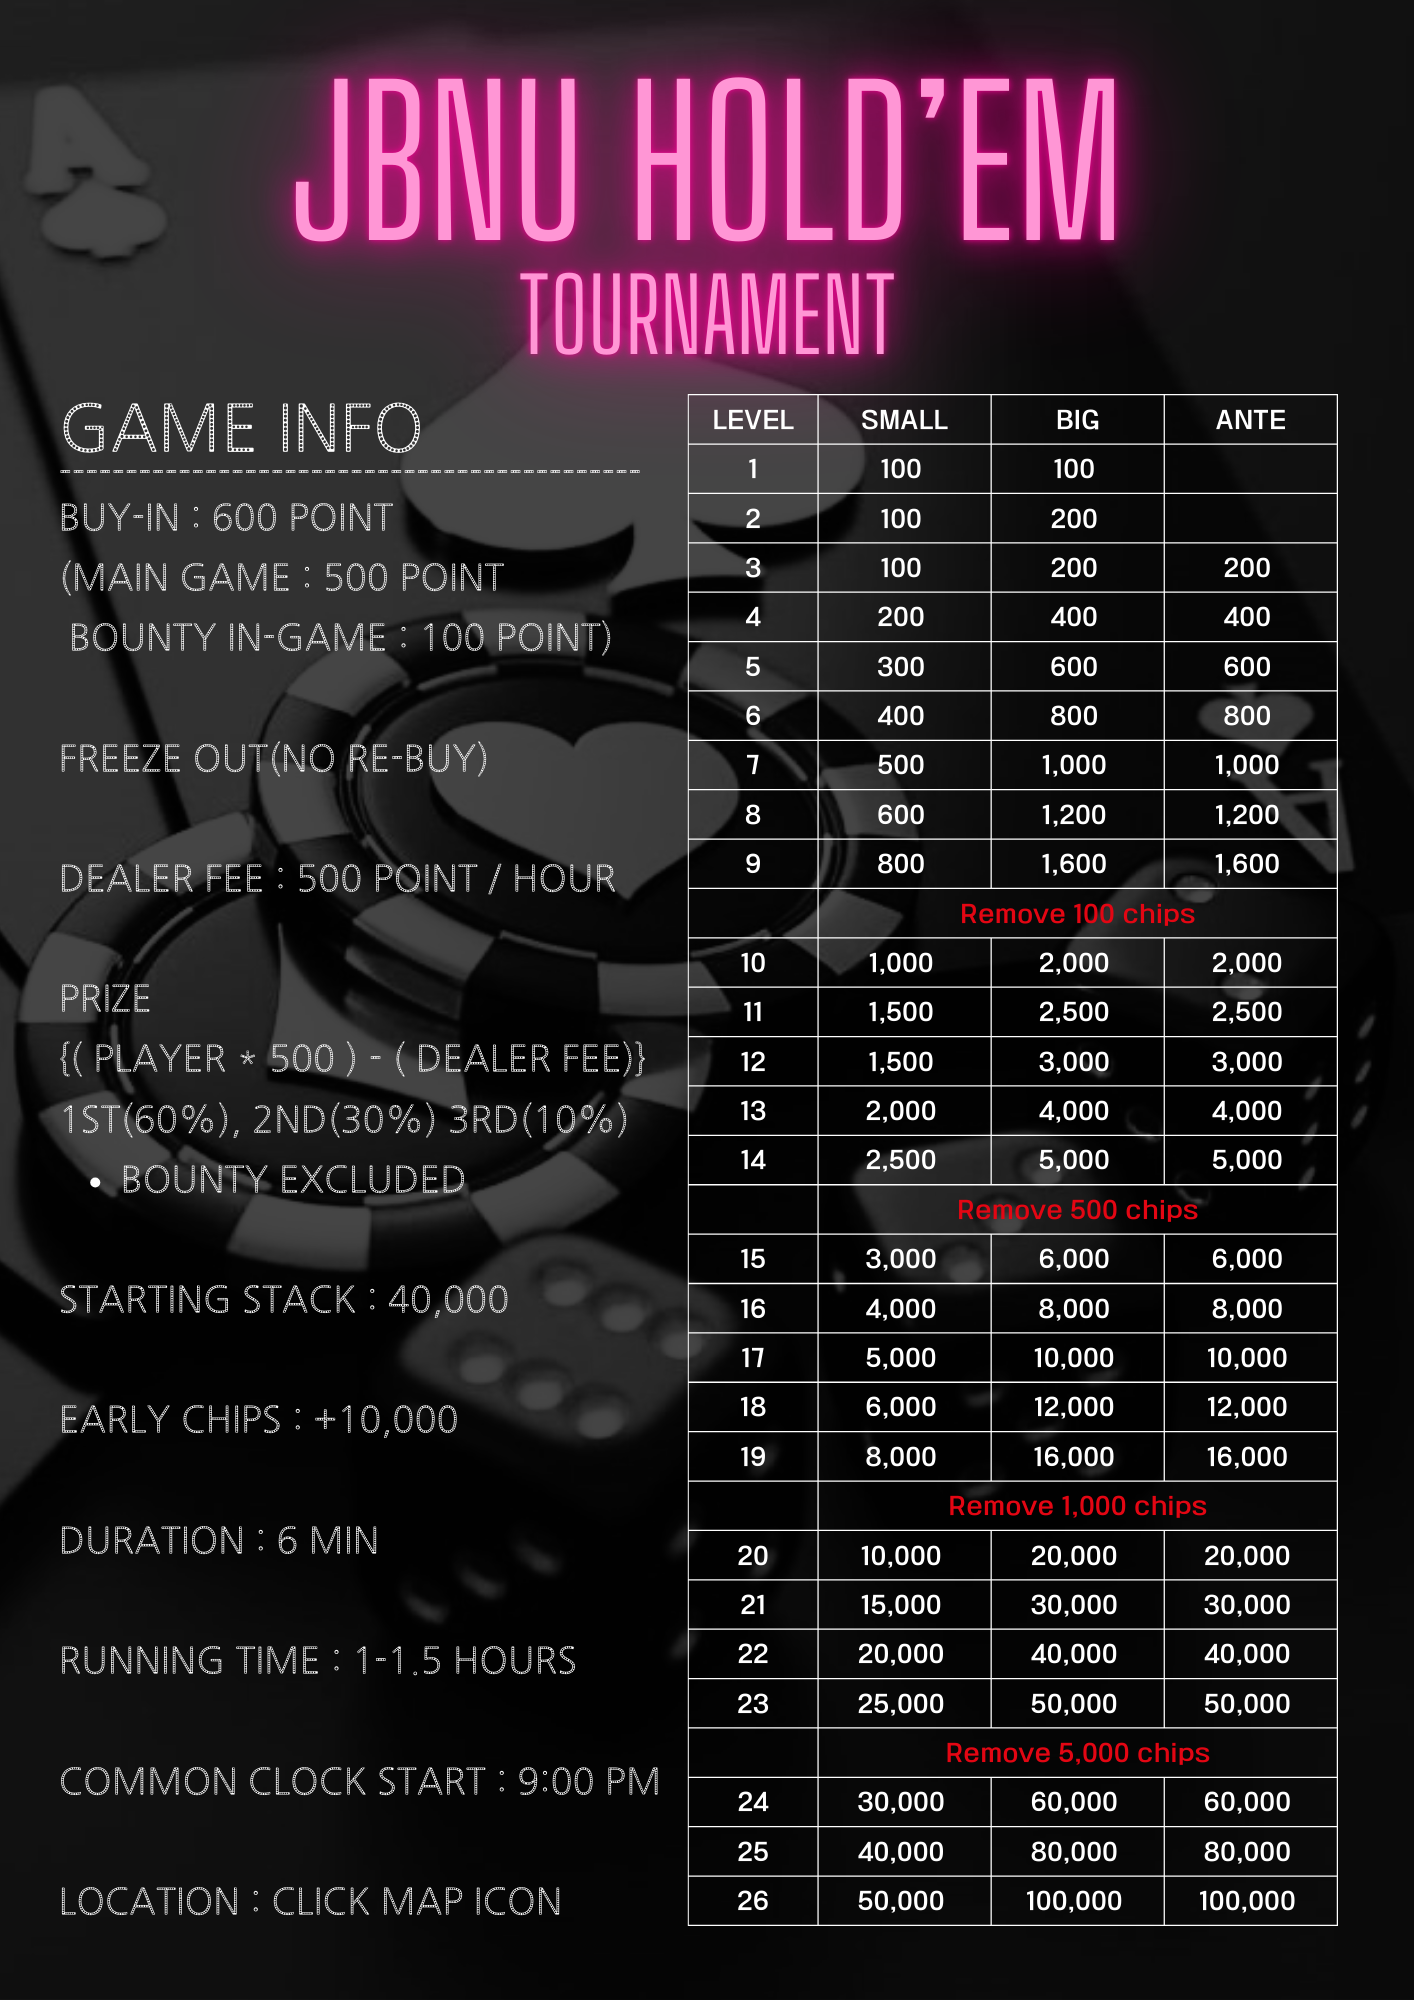 JBNU HOLD'EM
TOURNAMENT
GAME INFO
BUY-IN : 600 POINT
(MAIN GAME : 500 POINT
BOUNTY IN-GAME : 100 POINT)
FREEZE OUT(NO RE-BUY)
DEALER FEE : 500 POINT / HOUR
PRIZE
{( PLAYER * 500 ) - ( DEALER FEE)}
1ST(60%), 2ND(30%) 3RD(10%)
• BOUNTY EXCLUDED
STARTING STACK : 40,000
EARLY CHIPS : +10,000
DURATION : 6 MIN
RUNNING TIME : 1-1.5 HOURS
COMMON CLOCK START : 9:00 PM
LOCATION : CLICK MAP ICON
LEVEL SMALL BIG ANTE
1 100 100
2 100 200
3 100 200 200
4 200 400 400
5 300 600 600
6 400 800 800
7 500 1,000 1,000
8 600 1,200 1,200
9 800 1,600 1,600
Remove 100 chips
10 1,000 2,000 2,000
11 1,500 2,500 2,500
12 1,500 3,000 3,000
13 2,000 4,000 4,000
14 2,500 5,000 5,000
Remove 500 chips
15 3,000 6,000 6,000
16 4,000 8,000 8,000
17 5,000 10,000 10,000
18 6,000 12,000 12,000
19 8,000 16,000 16,000
Remove 1,000 chips
20 10,000 20,000 20,000
21 15,000 30,000 30,000
22 20,000 40,000 40,000
23 25,000 50,000 50,000
Remove 5,000 chips
24 30,000 60,000 60,000
25 40,000 80,000 80,000
26 50,000 100,000 100,000
A
A